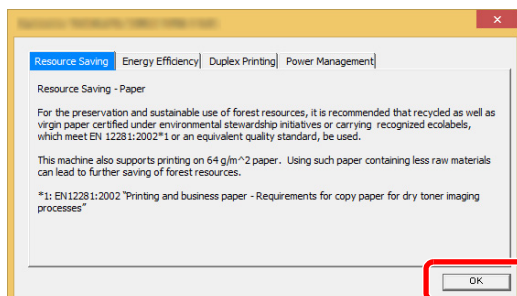 Resource Saving Energy Efficiency Duplex Printing Power Management
Resource Saving - Paper
For the preservation and sustainable use of forest resources, it is recommended that recycled as well as
virgin paper certified under environmental stewardship initiatives or carrying recognized ecolabels,
which meet EN 12281:2002*1 or an equivalent quality standard, be used.
This machine also supports printing on 64 g/m^2 paper. Using such paper containing less raw materials
can lead to further saving of forest resources.
*1: EN12281:2002 "Printing and business paper - Requirements for copy paper for dry toner imaging
processes"
OK